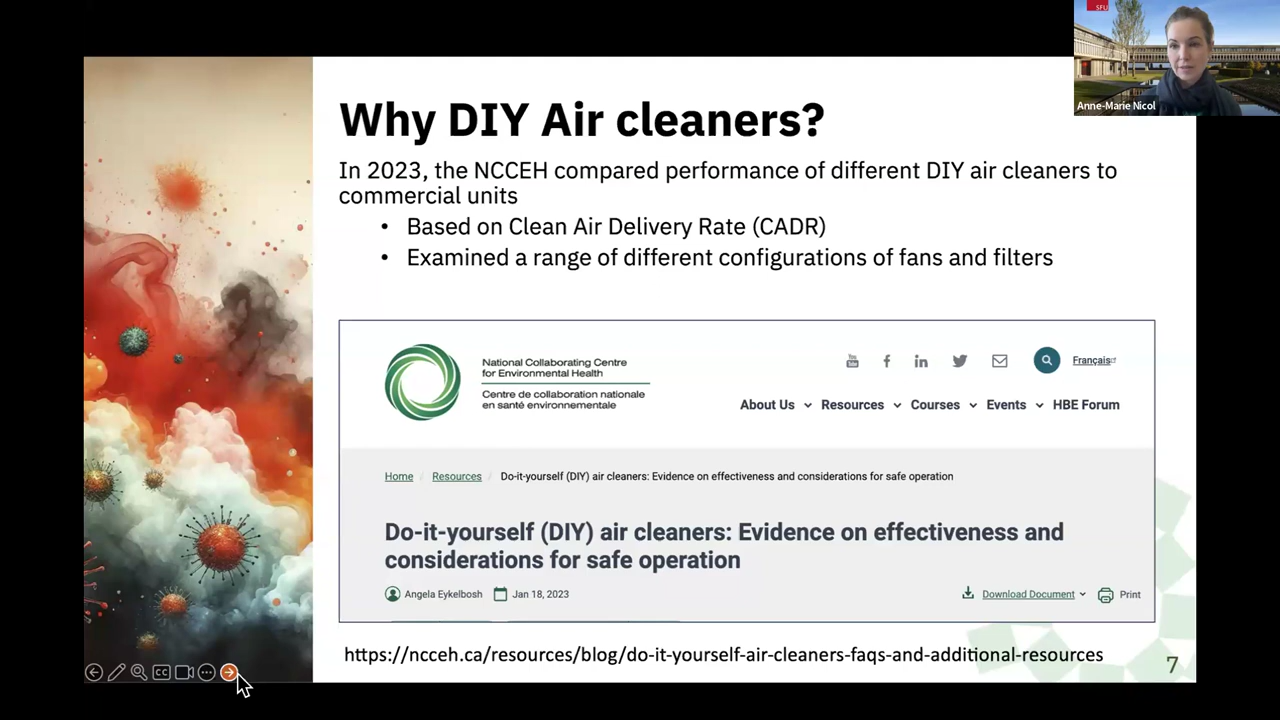 SFU
Anne-Marie Nicol
Why DIY Air cleaners?
In 2023, the NCCEH compared performance of different DIY air cleaners to
commercial units
• Based on Clean Air Delivery Rate (CADR)
• Examined a range of different configurations of fans and filters
National Collaborating Centre
for Environmental Health
Centre de collaboration nationale
en santé environnementale
You Tube
Français
About Us Resources Courses Events HBE Forum
Home / Resources / Do-it-yourself (DIY) air cleaners: Evidence on effectiveness and considerations for safe operation
Do-it-yourself (DIY) air cleaners: Evidence on effectiveness and
considerations for safe operation
Angela Eykelbosh Jan 18, 2023 Download Document Print
https://ncceh.ca/resources/blog/do-it-yourself-air-cleaners-faqs-and-additional-resources
7
CC